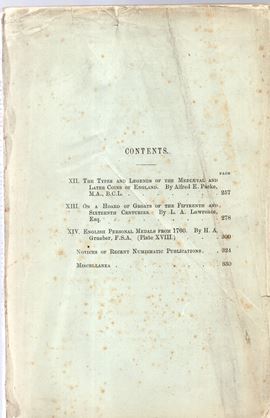 CONTENTS.
PAGE
XII. The Types and Legends of the Mediæval and
Later Coins of England. By Alfred E. Packe,
M.A., B.C.L. . 257
XIII. On a Hoard of Groats of the Fifteenth and
Sixteenth Centuries. By L. A. Lawrence,
Esq. . 278
XIV. English Personal Medals from 1760. By H. A.
Grueber, F.S.A. (Plate XVIII.) . 300
Notices of Recent Numismatic Publications . 324
Miscellanea . 330